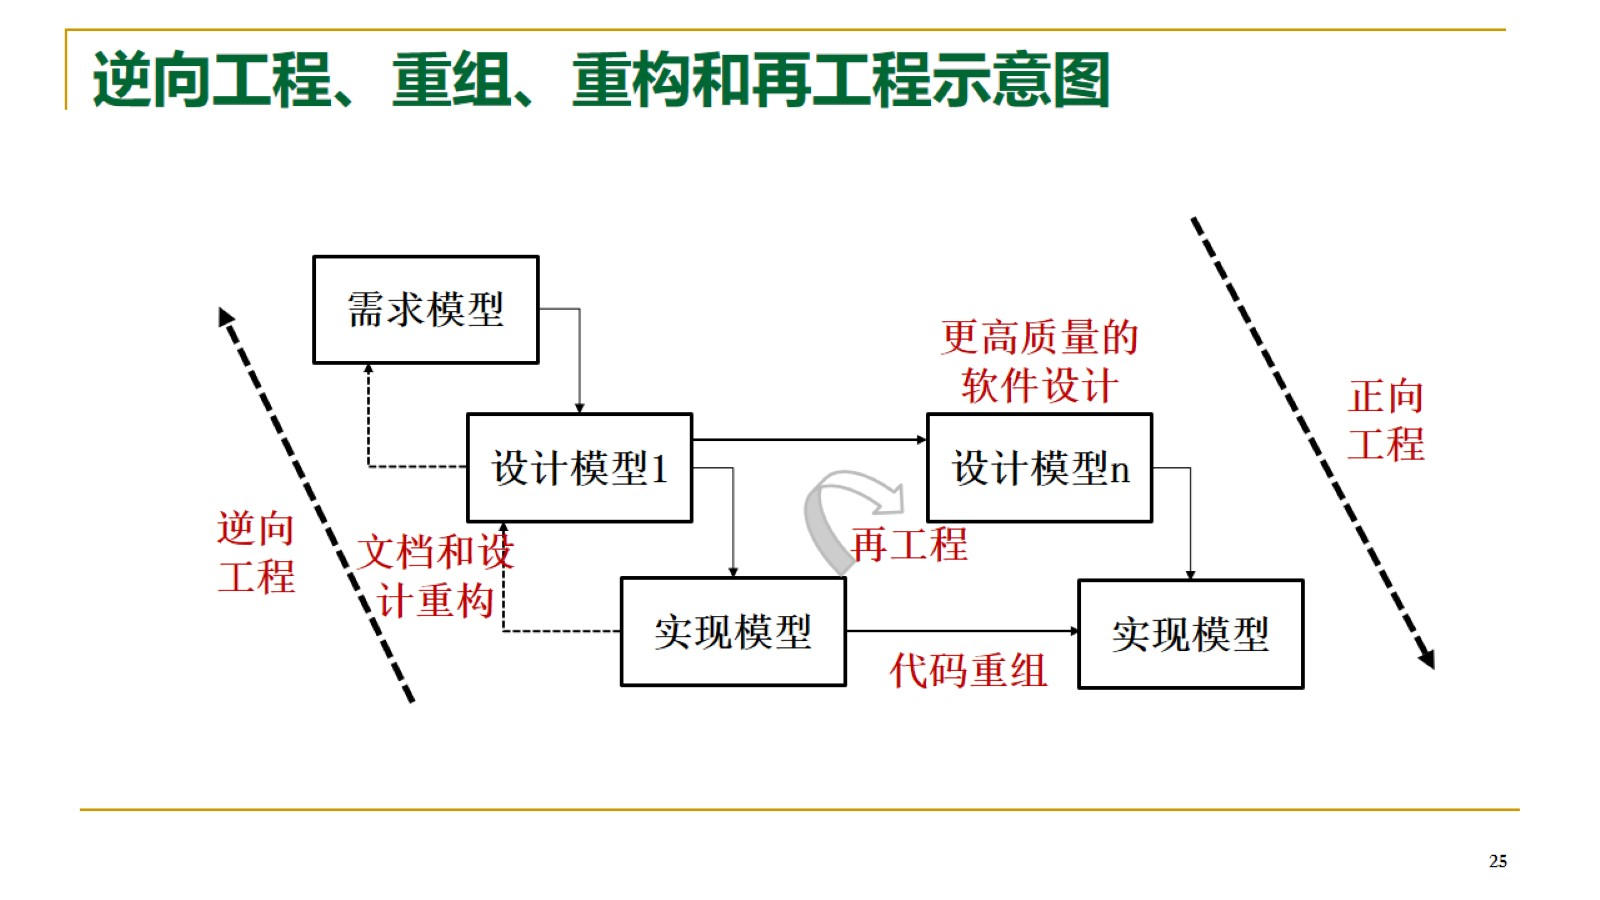 逆向工程、重组、重构和再工程示意图
需求模型
更高质量的
软件设计
正向
工程
设计模型1
设计模型n
逆向
工程
文档和设
计重构
再工程
实现模型
实现模型
代码重组
25